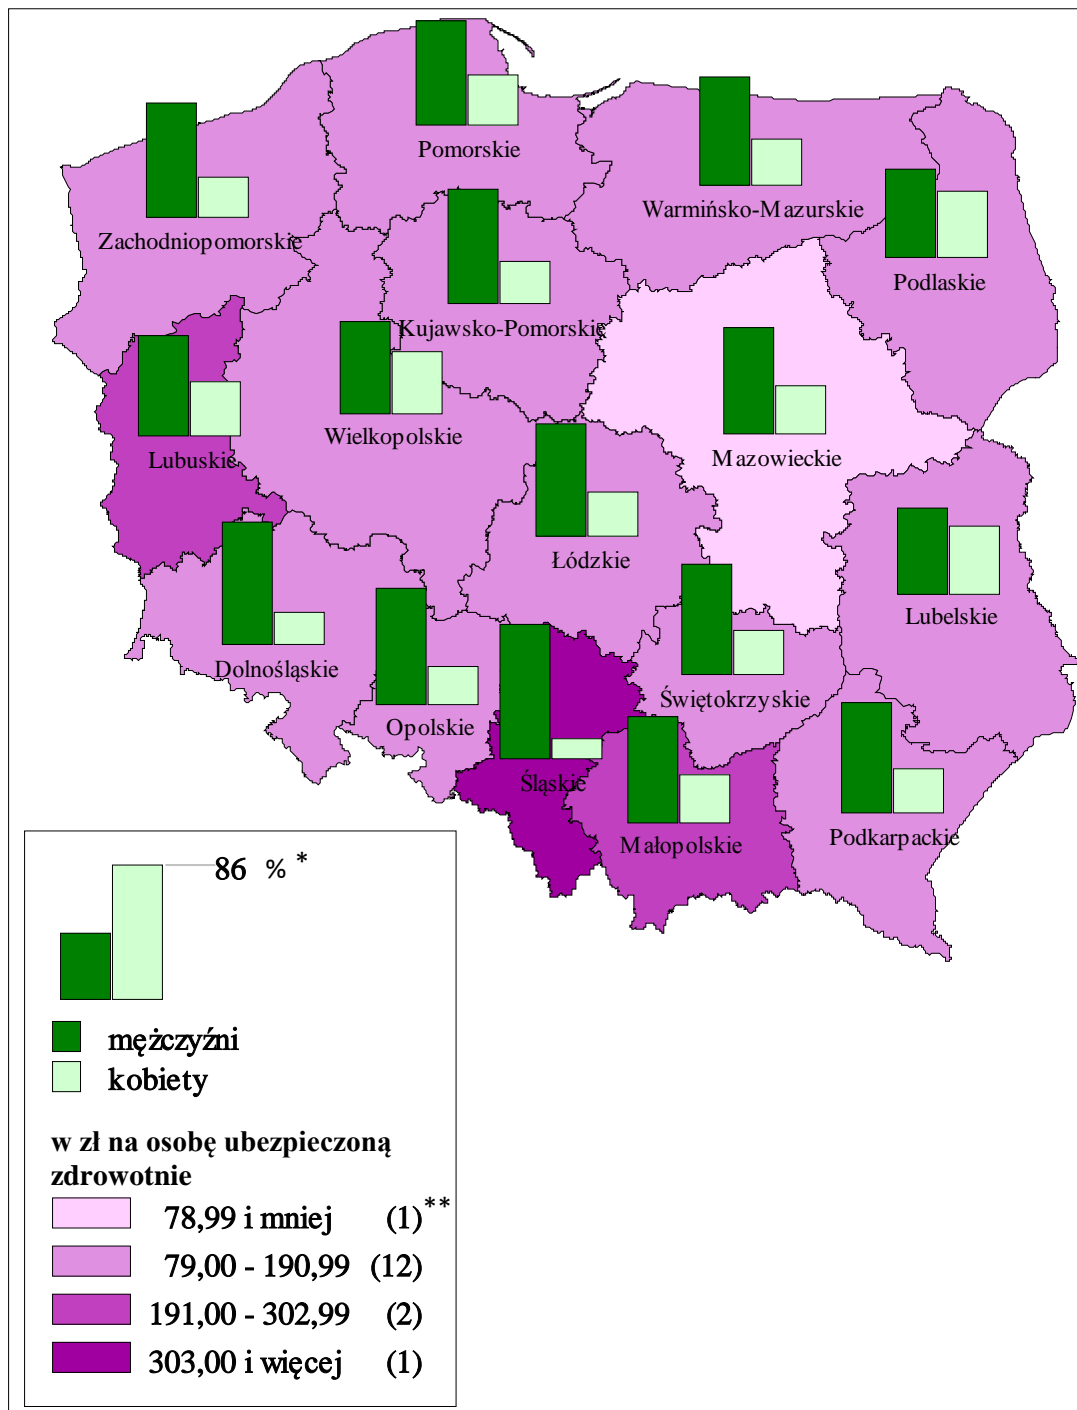 Pomorskie
Warmińsko-Mazurskie
Zachodniopomorskie
Podlaskie
Kujawsko-Pomorskie
Wielkopolskie
Mazowieckie
Lubuskie
Łódzkie
Lubelskie
Dolnośląskie
Świętokrzyskie
Opolskie
Śląskie
Małopolskie
Podkarpackie
86 % *
mężczyźni
kobiety
w zł na osobę ubezpieczoną
zdrowotnie
78,99 i mniej (1)**
79,00 - 190,99 (12)
191,00 - 302,99 (2)
303,00 i więcej (1)